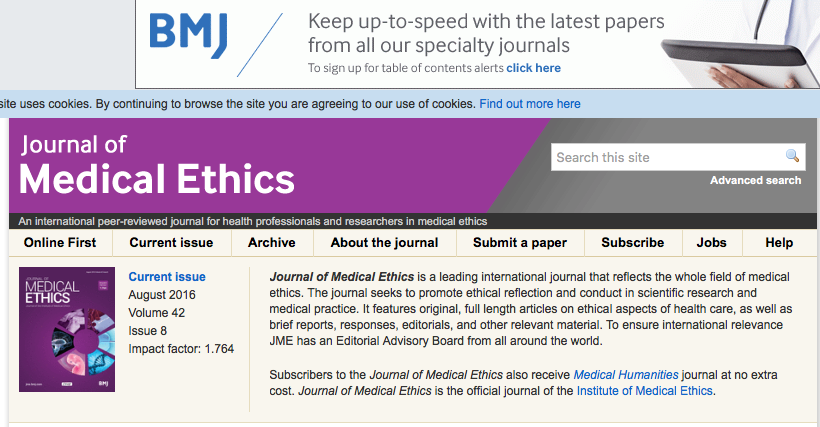 BMJ
Keep up-to-speed with the latest papers
from all our specialty journals
To sign up for table of contents alerts click here
site uses cookies. By continuing to browse the site you are agreeing to our use of cookies. Find out more here
Journal of
Medical Ethics
Search this site
Advanced search
An international peer-reviewed journal for health professionals and researchers in medical ethics
Online First Current issue Archive About the journal Submit a paper Subscribe Jobs Help
JOURNAL OF
MEDICAL
ETHICS
BMJ
Current issue
August 2016
Volume 42
Issue 8
Impact factor: 1.764
Journal of Medical Ethics is a leading international journal that reflects the whole field of medical
ethics. The journal seeks to promote ethical reflection and conduct in scientific research and
medical practice. It features original, full length articles on ethical aspects of health care, as well as
brief reports, responses, editorials, and other relevant material. To ensure international relevance
JME has an Editorial Advisory Board from all around the world.
Subscribers to the Journal of Medical Ethics also receive Medical Humanities journal at no extra
cost. Journal of Medical Ethics is the official journal of the Institute of Medical Ethics.